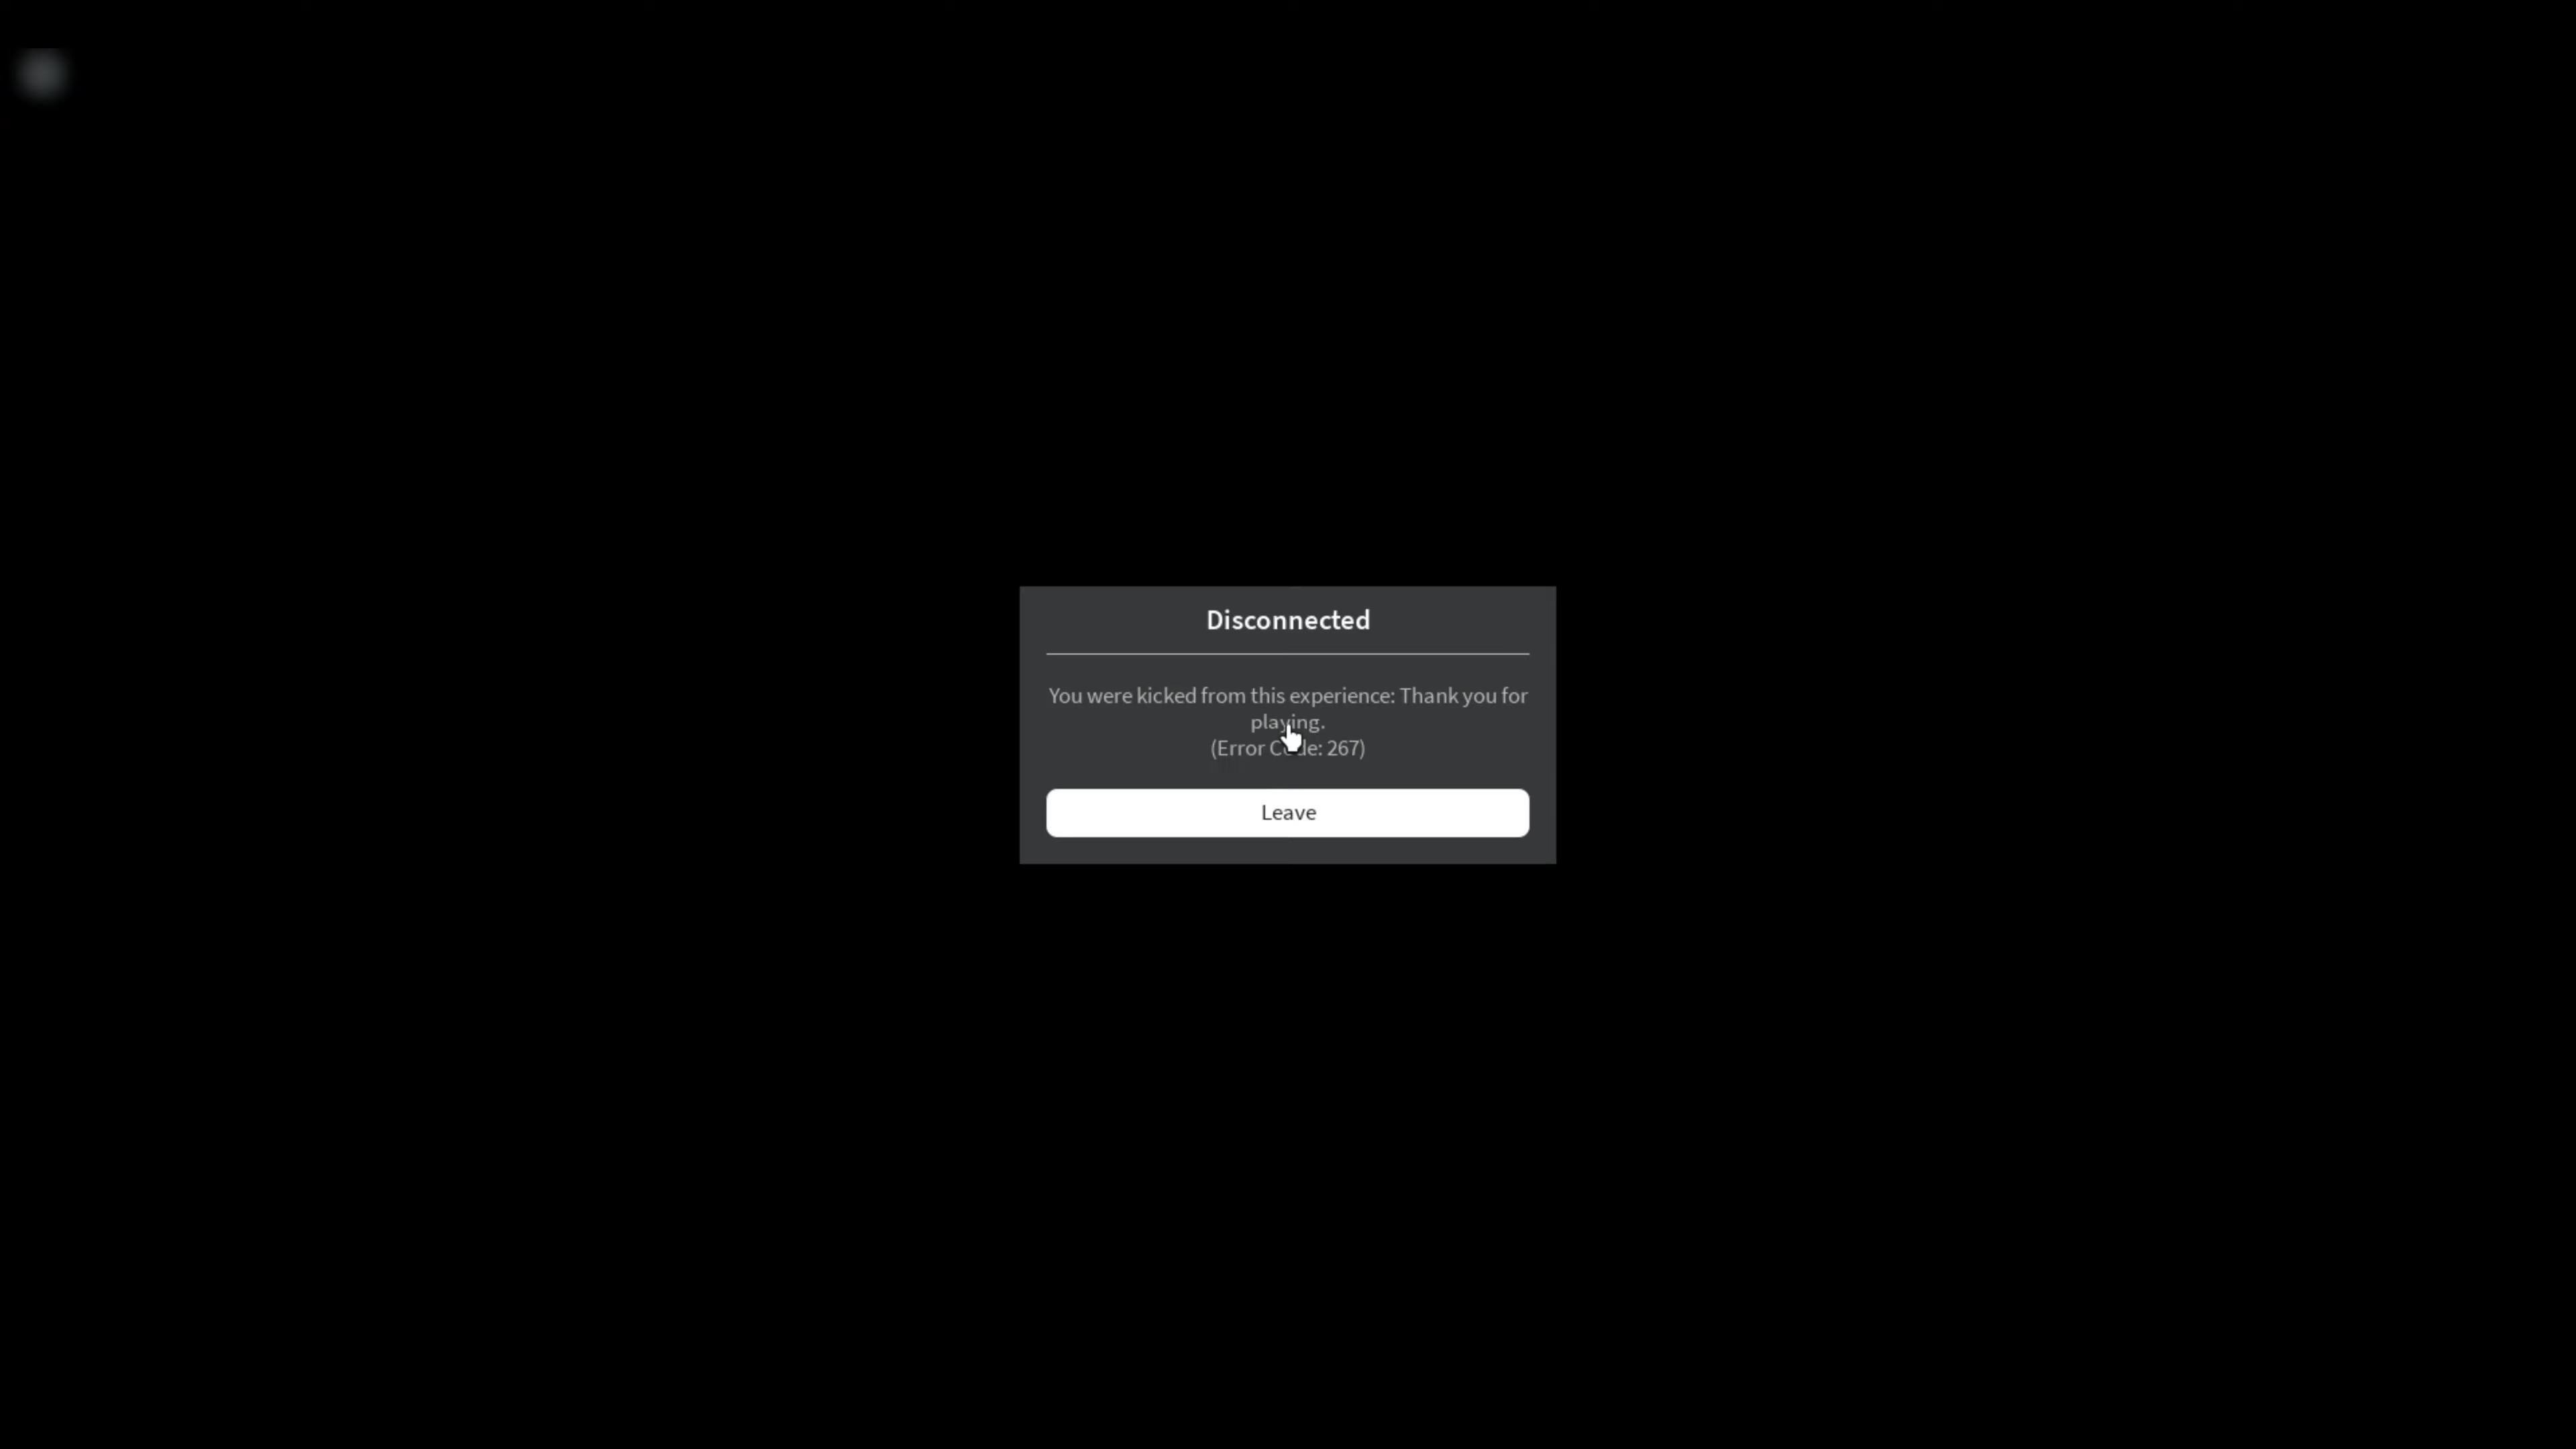 Disconnected
You were kicked from this experience: Thank you for
playing.
(Error Code: 267)
Leave